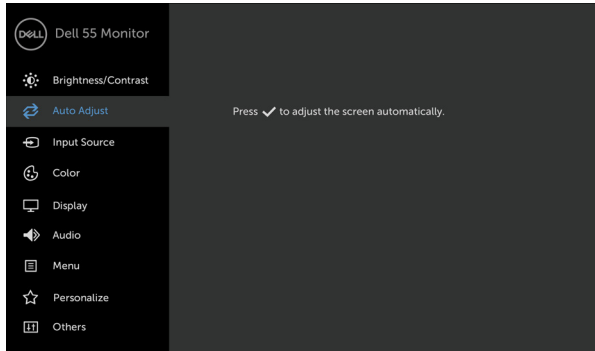 DELL Dell 55 Monitor
Brightness/Contrast
Auto Adjust
Press ✓ to adjust the screen automatically.
Input Source
Color
Display
Audio
Menu
Personalize
Others